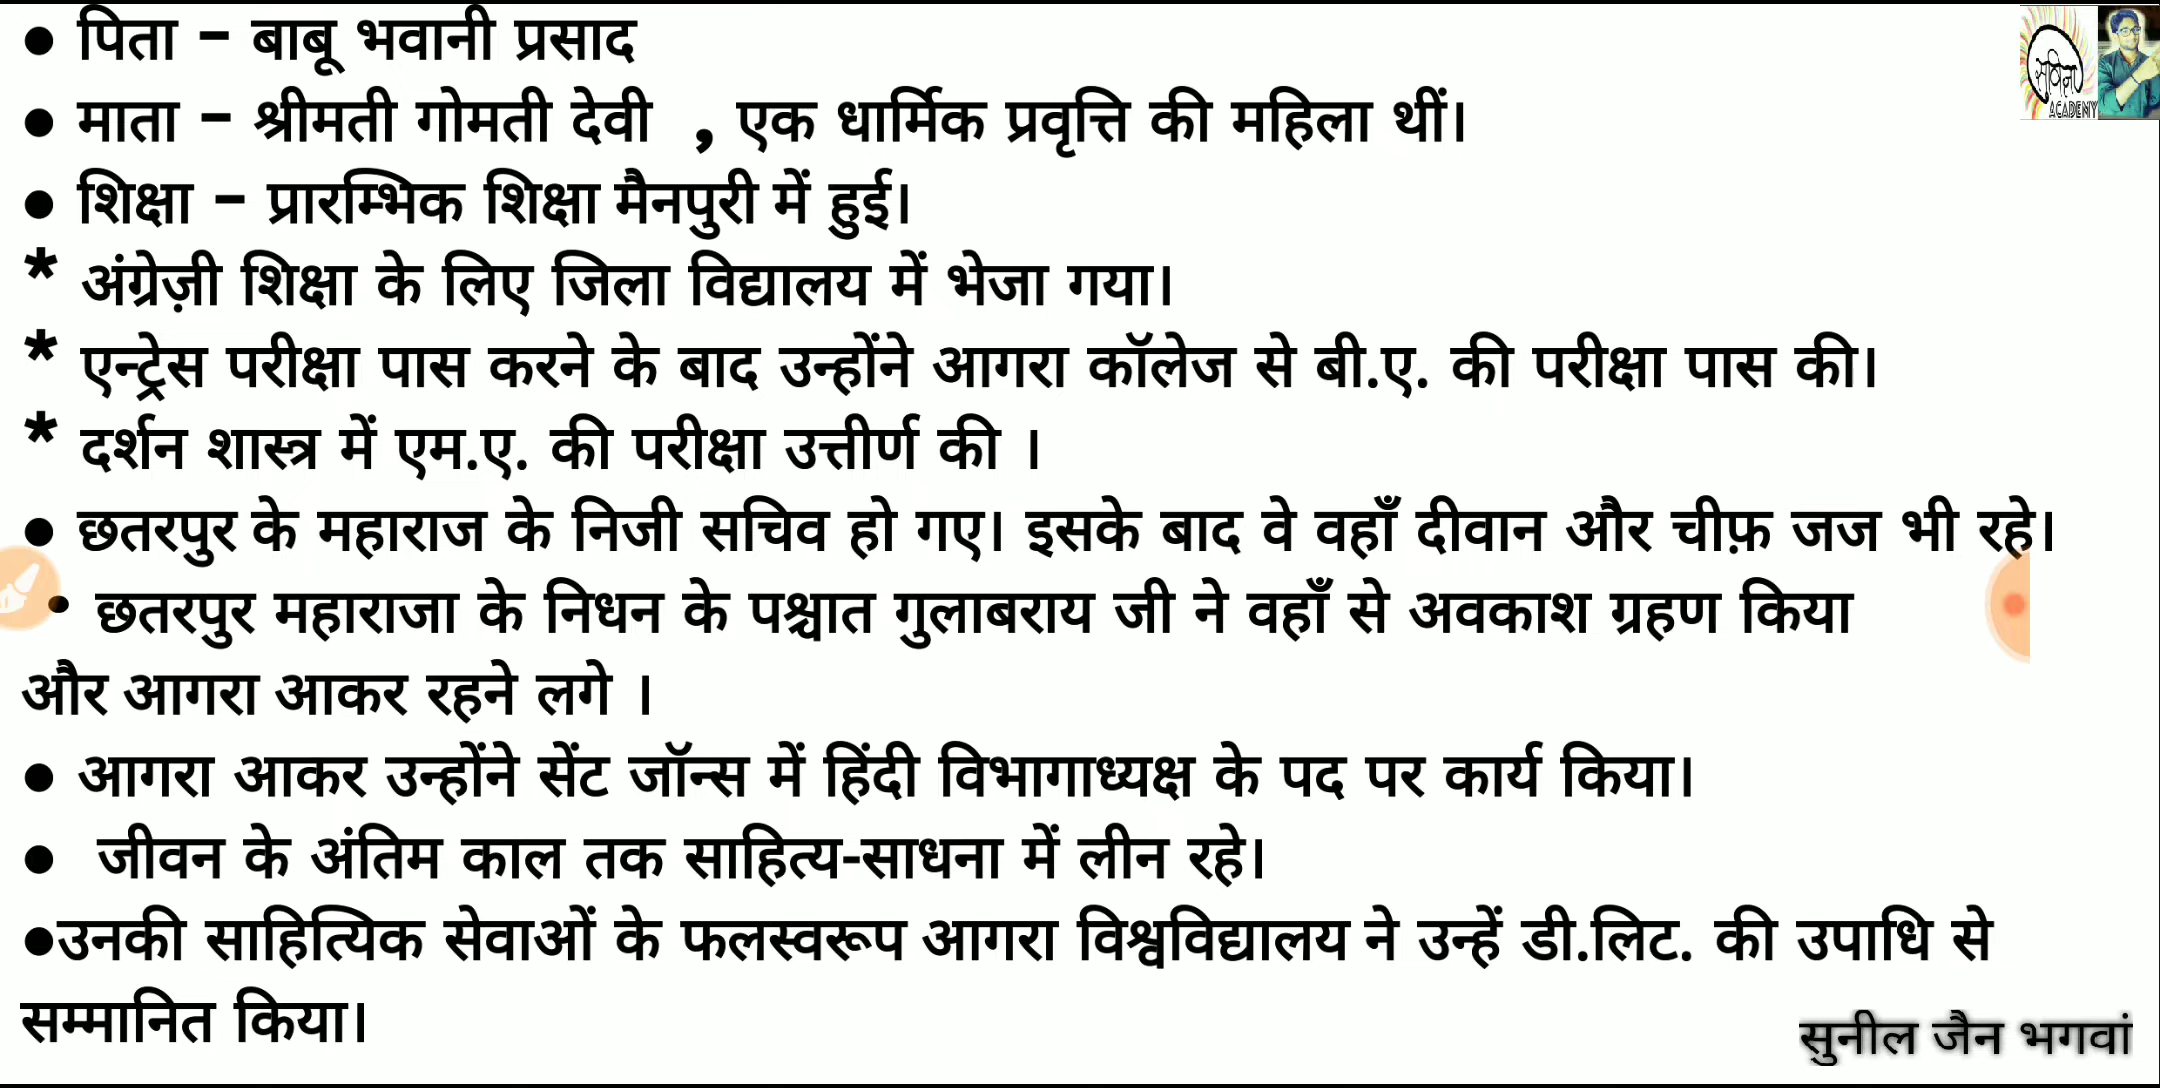 ● पिता – बाबू भवानी प्रसाद
● माता – श्रीमती गोमती देवी , एक धार्मिक प्रवृत्ति की महिला थीं।
● शिक्षा – प्रारम्भिक शिक्षा मैनपुरी में हुई।
* अंग्रेज़ी शिक्षा के लिए जिला विद्यालय में भेजा गया।
* एन्ट्रेस परीक्षा पास करने के बाद उन्होंने आगरा कॉलेज से बी.ए. की परीक्षा पास की।
* दर्शन शास्त्र में एम.ए. की परीक्षा उत्तीर्ण की ।
● छतरपुर के महाराज के निजी सचिव हो गए। इसके बाद वे वहाँ दीवान और चीफ़ जज भी रहे।
• छतरपुर महाराजा के निधन के पश्चात गुलाबराय जी ने वहाँ से अवकाश ग्रहण किया
और आगरा आकर रहने लगे ।
● आगरा आकर उन्होंने सेंट जॉन्स में हिंदी विभागाध्यक्ष के पद पर कार्य किया।
● जीवन के अंतिम काल तक साहित्य-साधना में लीन रहे।
●उनकी साहित्यिक सेवाओं के फलस्वरूप आगरा विश्वविद्यालय ने उन्हें डी.लिट. की उपाधि से
सम्मानित किया।
ACADEMY
सुनील जैन भगवां